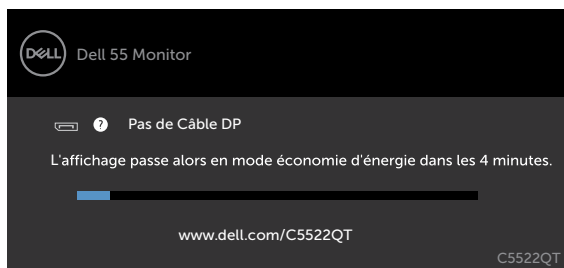 DELL
Dell 55 Monitor
? Pas de Câble DP
L'affichage passe alors en mode économie d'énergie dans les 4 minutes.
www.dell.com/C5522QT
C5522QT